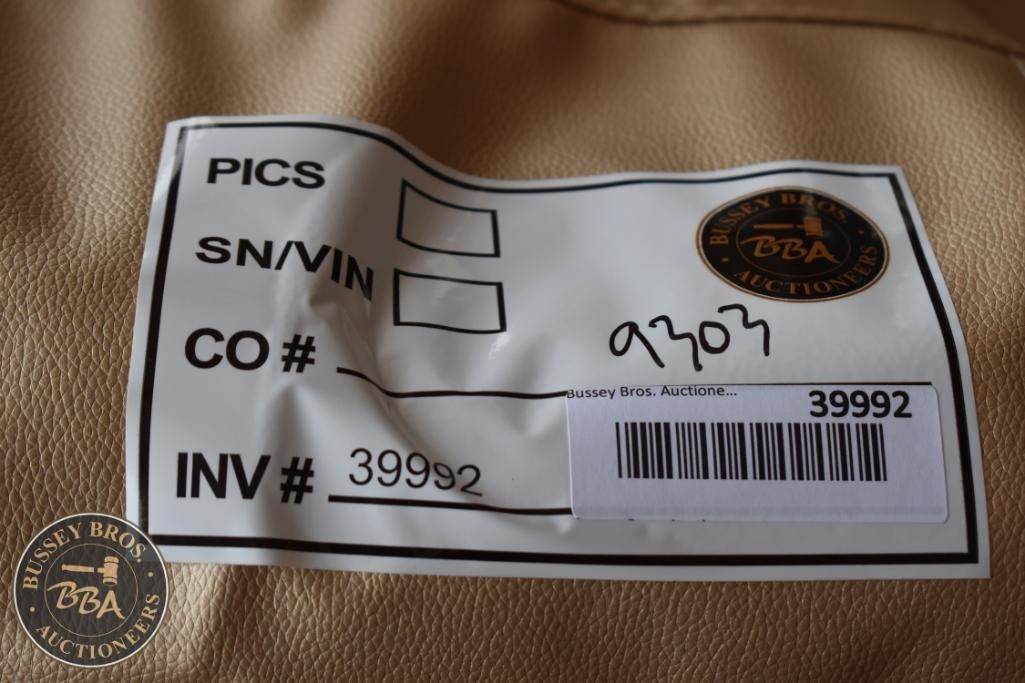 PICS
SN/VIN
CO #
INV # 39992
BUSSEY BROS.
BBA
AUCTIONEERS
9303
Bussey Bros. Auctione...
39992
BUSSEY BROS.
BBA
AUCTIONEERS